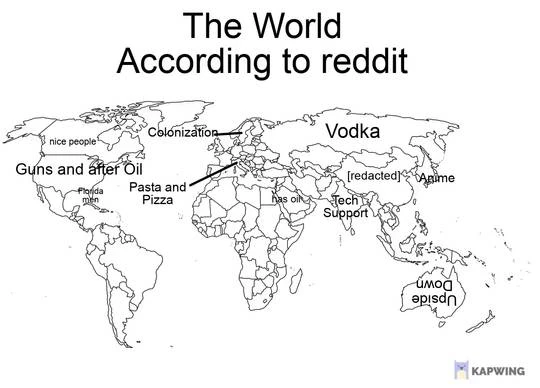 The World
According to reddit
Colonization
Vodka
nice people
Guns and after Oil
[redacted]
Anime
Pasta and
Pizza
Florida
men
has oil
Tech
Support
Upside
Down
KAPWING